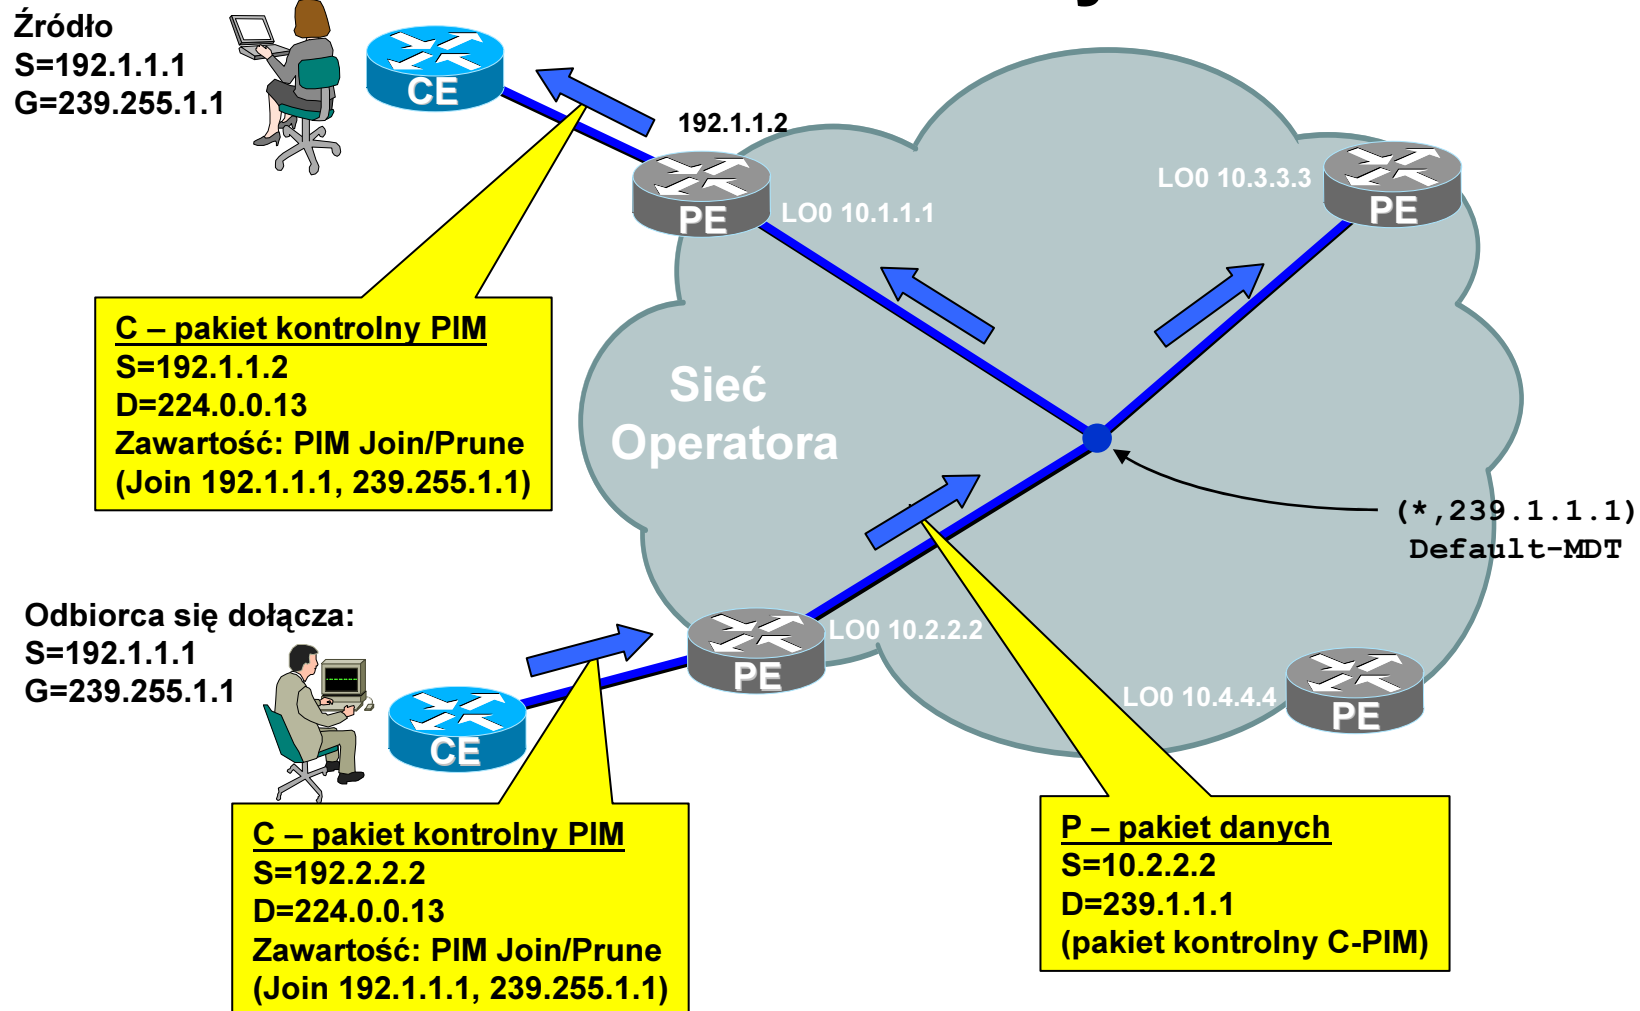 Źródło
S=192.1.1.1
G=239.255.1.1
CE
192.1.1.2
PE
LO0 10.1.1.1
LO0 10.3.3.3
PE
C – pakiet kontrolny PIM
S=192.1.1.2
D=224.0.0.13
Zawartość: PIM Join/Prune
(Join 192.1.1.1, 239.255.1.1)
Sieć
Operatora
(*,239.1.1.1)
Default-MDT
Odbiorca się dołącza:
S=192.1.1.1
G=239.255.1.1
CE
PE
LO0 10.2.2.2
LO0 10.4.4.4
PE
C – pakiet kontrolny PIM
S=192.2.2.2
D=224.0.0.13
Zawartość: PIM Join/Prune
(Join 192.1.1.1, 239.255.1.1)
P – pakiet danych
S=10.2.2.2
D=239.1.1.1
(pakiet kontrolny C-PIM)